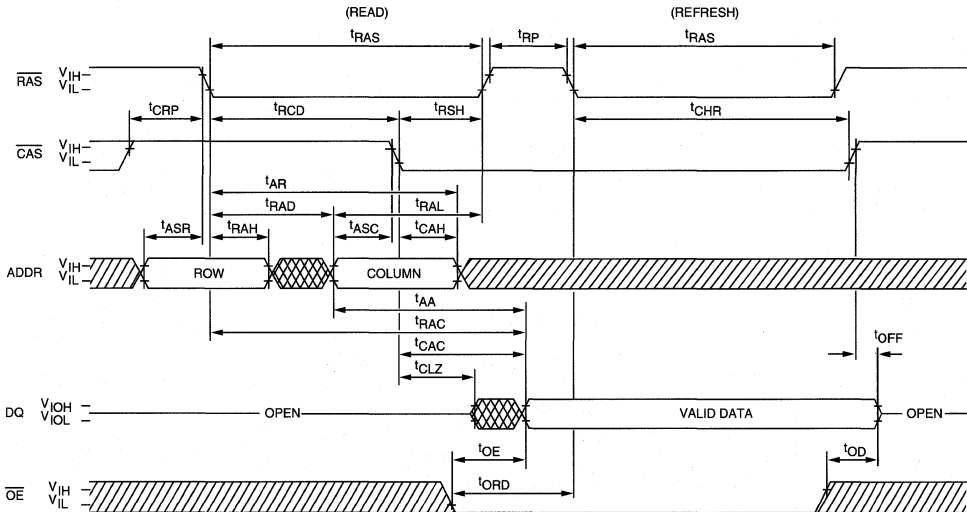 (READ) (REFRESH)
tRAS tRP tRAS
RAS VIH VIL
tCRP tRCD tRSH tCHR
CAS VIH VIL
tAR
tRAD tRAL
tASR tRAH tASC tCAH
ADDR VIH VIL ROW COLUMN
tAA
tRAC
tCAC tOFF
tCLZ
DQ VIOH VIOL OPEN VALID DATA OPEN
tOE tOD
tORD
OE VIH VIL